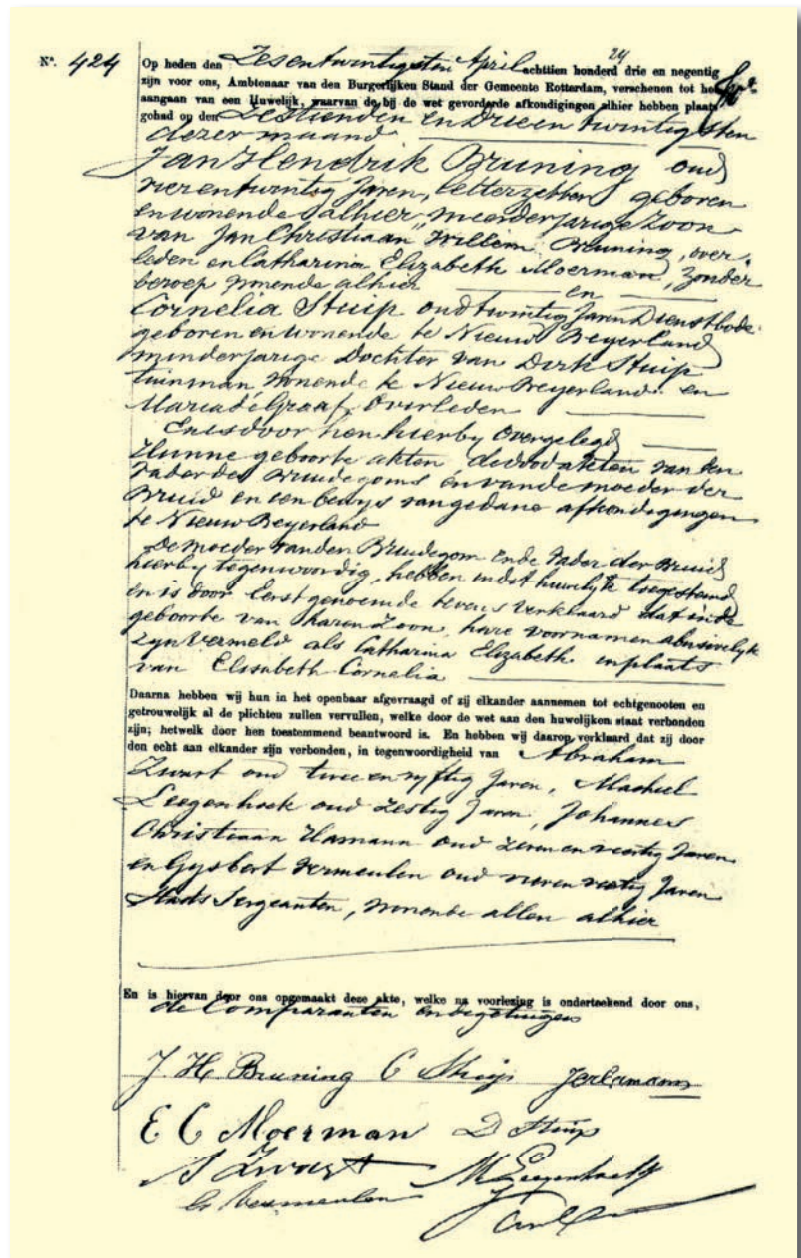 Nº. 424
Op heden den Zesentwintigsten April achttien honderd drie en negentig
zijn voor ons, Ambtenaar van den Burgerlijken Stand der Gemeente Rotterdam, verschenen tot het
aangaan van een Huwelijk, waarvan de bij de wet gevorderde afkondigingen alhier hebben plaats
gehad op den Zestienden en Drieentwintigsten
dezer maand
Jan Hendrik Bruning oud
vierentwintig Jaren, letterzetter geboren
en wonende alhier meerderjarige Zoon
van Jan Christiaan Willem Bruning, over-
leden en Catharina Elizabeth Moerman, Zonder
beroep wonende alhier en
Cornelia Stuip oud twintig Jaren Dienstbode
geboren en wonende te Nieuw Beyerland
minderjarige Dochter van Dirk Stuip
tuinman wonende te Nieuw Beyerland en
Maria de Graaf, Overleden
En is door hen hierby Overgelegd
Hunne geboorte akten, de dood akten van den
Vader des Bruidegoms en van de moeder der
Bruid en een bewys van gedane afkondigingen
te Nieuw Beyerland
De moeder van den Bruidegom en de Vader der Bruid
hierby tegenwoordig, hebben in dit huwelyk toegestemd
en is door Eerstgenoemde tevens verklaard dat in de
geboorte van haren Zoon, hare voornamen abusivelyk
zyn vermeld als Catharina Elizabeth in plaats
van Elisabeth Cornelia
Daarna hebben wij hun in het openbaar afgevraagd of zij elkander aannemen tot echtgenooten en
getrouwelijk al de plichten zullen vervullen, welke door de wet aan den huwelijken staat verbonden
zijn; hetwelk door hen toestemmend beantwoord is. En hebben wij daarop verklaard dat zij door
den echt aan elkander zijn verbonden, in tegenwoordigheid van Abraham
Zwart oud twee en vyftig Jaren, Machiel
Leegenhoek oud Zestig Jaren, Johannes
Christiaan Hamann oud zeven en veertig Jaren
en Gysbert Vermeulen oud vier en veertig Jaren
Stads Sergeanten, wonende allen alhier
En is hiervan door ons opgemaakt deze akte, welke na voorlezing is onderteekend door ons,
de Comparanten en de getuigen
J. H. Bruning C Stuip
E C Moerman D Stuip
A Zwart M Leegenhoek
G Vermeulen